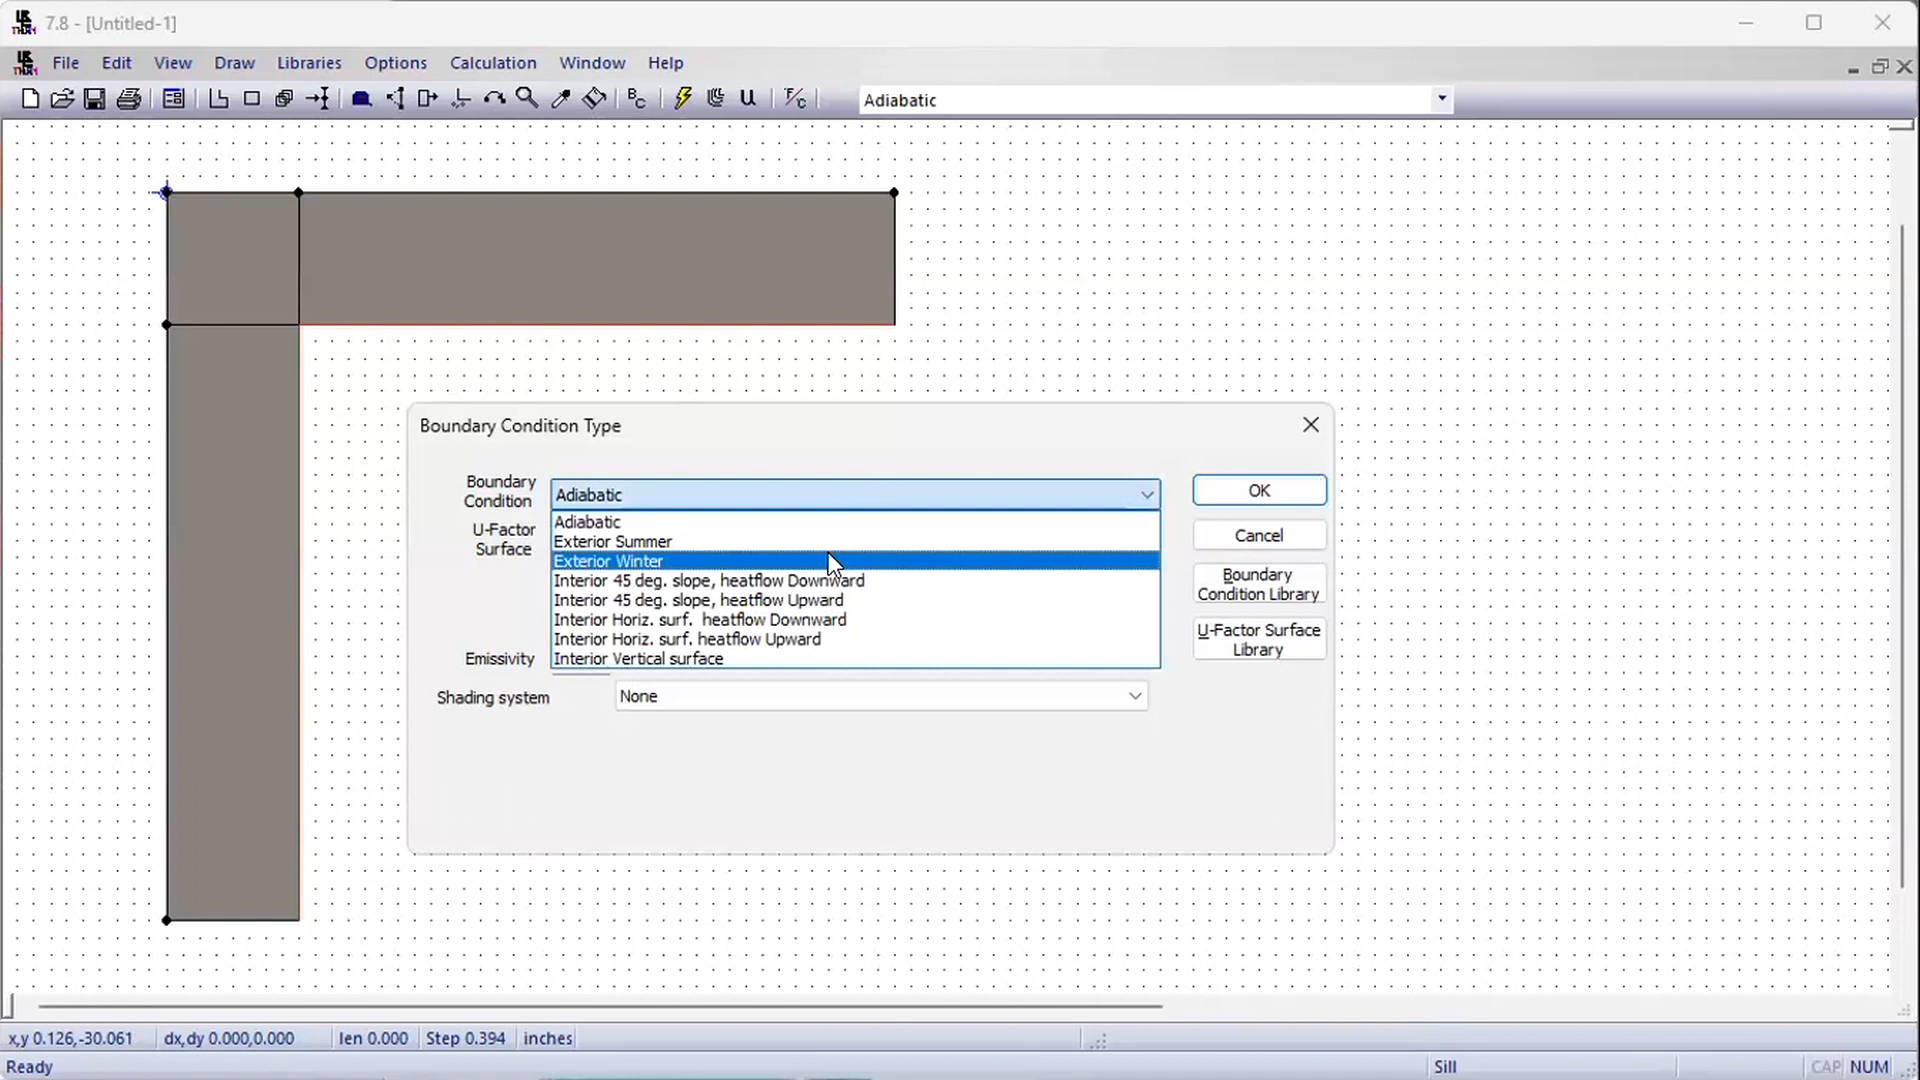 7.8 - [Untitled-1]
File Edit View Draw Libraries Options Calculation Window Help
Adiabatic
Boundary Condition Type
Boundary
Condition
Adiabatic
OK
Adiabatic
Exterior Summer
Exterior Winter
Interior 45 deg. slope, heatflow Downward
Interior 45 deg. slope, heatflow Upward
Interior Horiz. surf.  heatflow Downward
Interior Horiz. surf. heatflow Upward
Interior Vertical surface
U-Factor
Surface
Cancel
Boundary
Condition Library
U-Factor Surface
Library
Emissivity
Shading system
None
x,y 0.126,-30.061
dx,dy 0.000,0.000
len 0.000
Step 0.394
inches
Ready
Sill
CAP
NUM